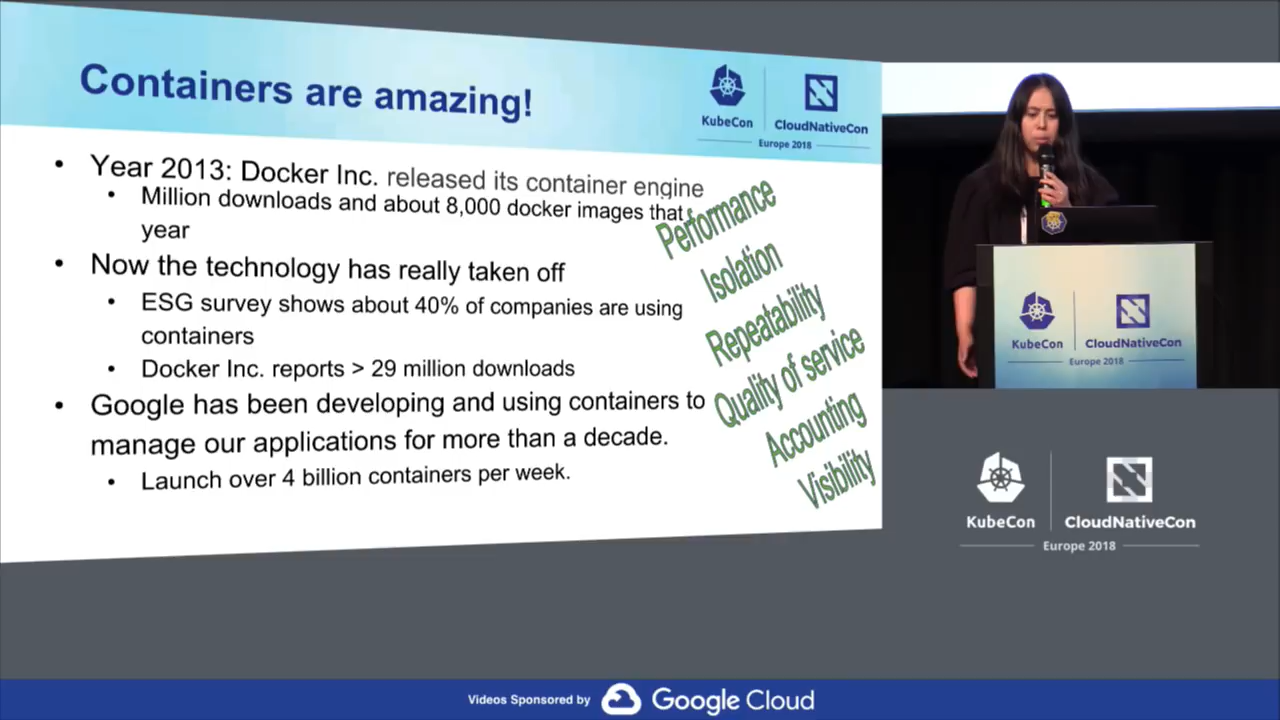 Containers are amazing!
KubeCon
CloudNativeCon
Europe 2018
• Year 2013: Docker Inc. released its container engine
• Million downloads and about 8,000 docker images that
year
• Now the technology has really taken off
• ESG survey shows about 40% of companies are using
containers
• Docker Inc. reports > 29 million downloads
• Google has been developing and using containers to
manage our applications for more than a decade.
• Launch over 4 billion containers per week.
Performance
Isolation
Repeatability
Quality of service
Accounting
Visibility
KubeCon
CloudNativeCon
Europe 2018
KubeCon
CloudNativeCon
Europe 2018
Videos Sponsored by
Google Cloud